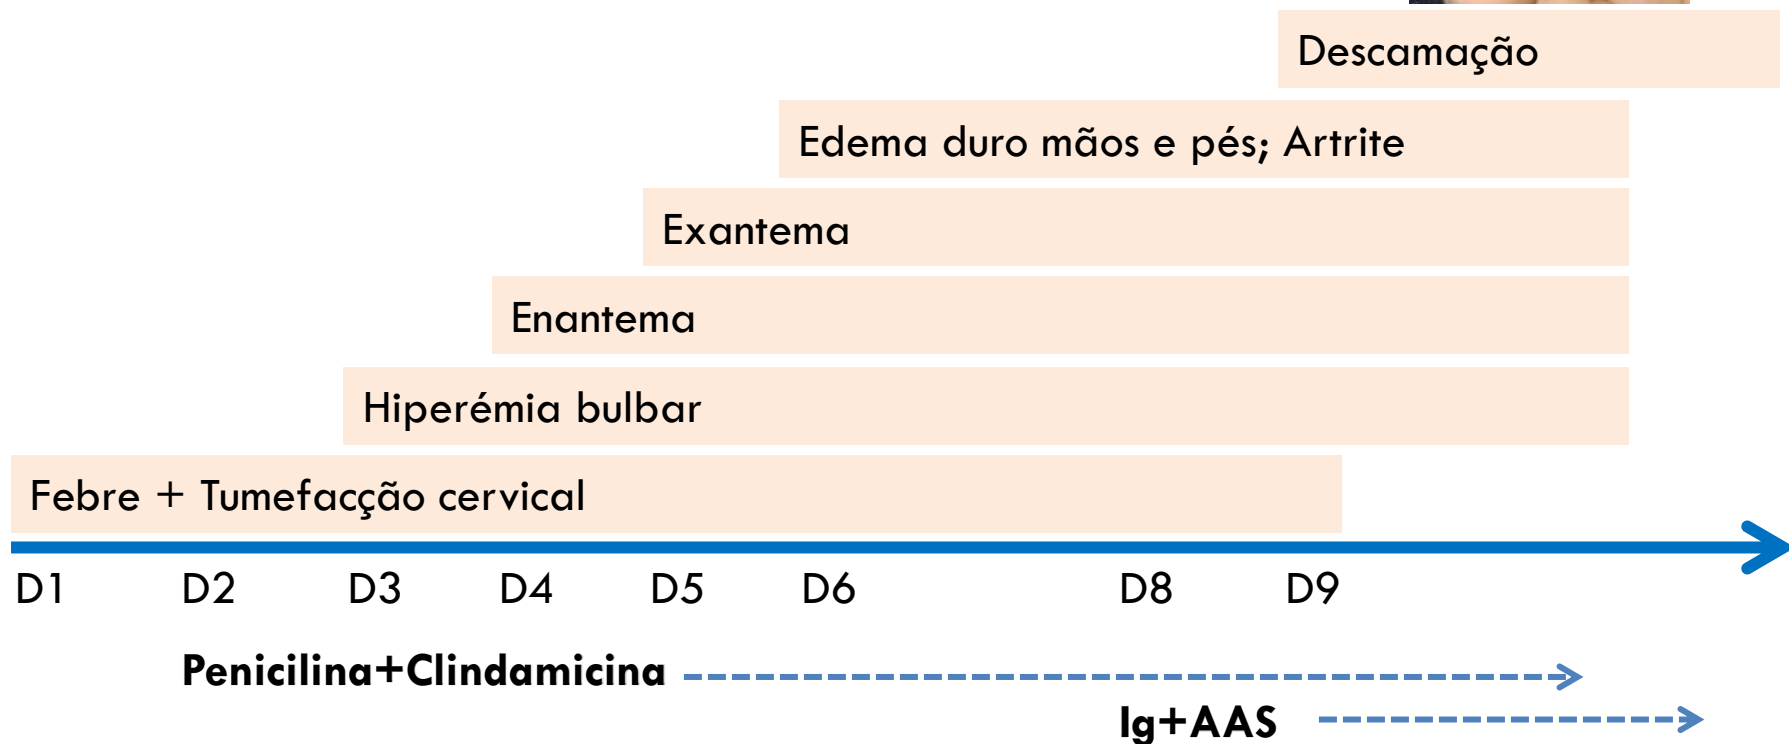 Descamação
Edema duro mãos e pés; Artrite
Exantema
Enantema
Hiperémia bulbar
Febre + Tumefacção cervical
D1 D2 D3 D4 D5 D6 D8 D9
Penicilina+Clindamicina
Ig+AAS